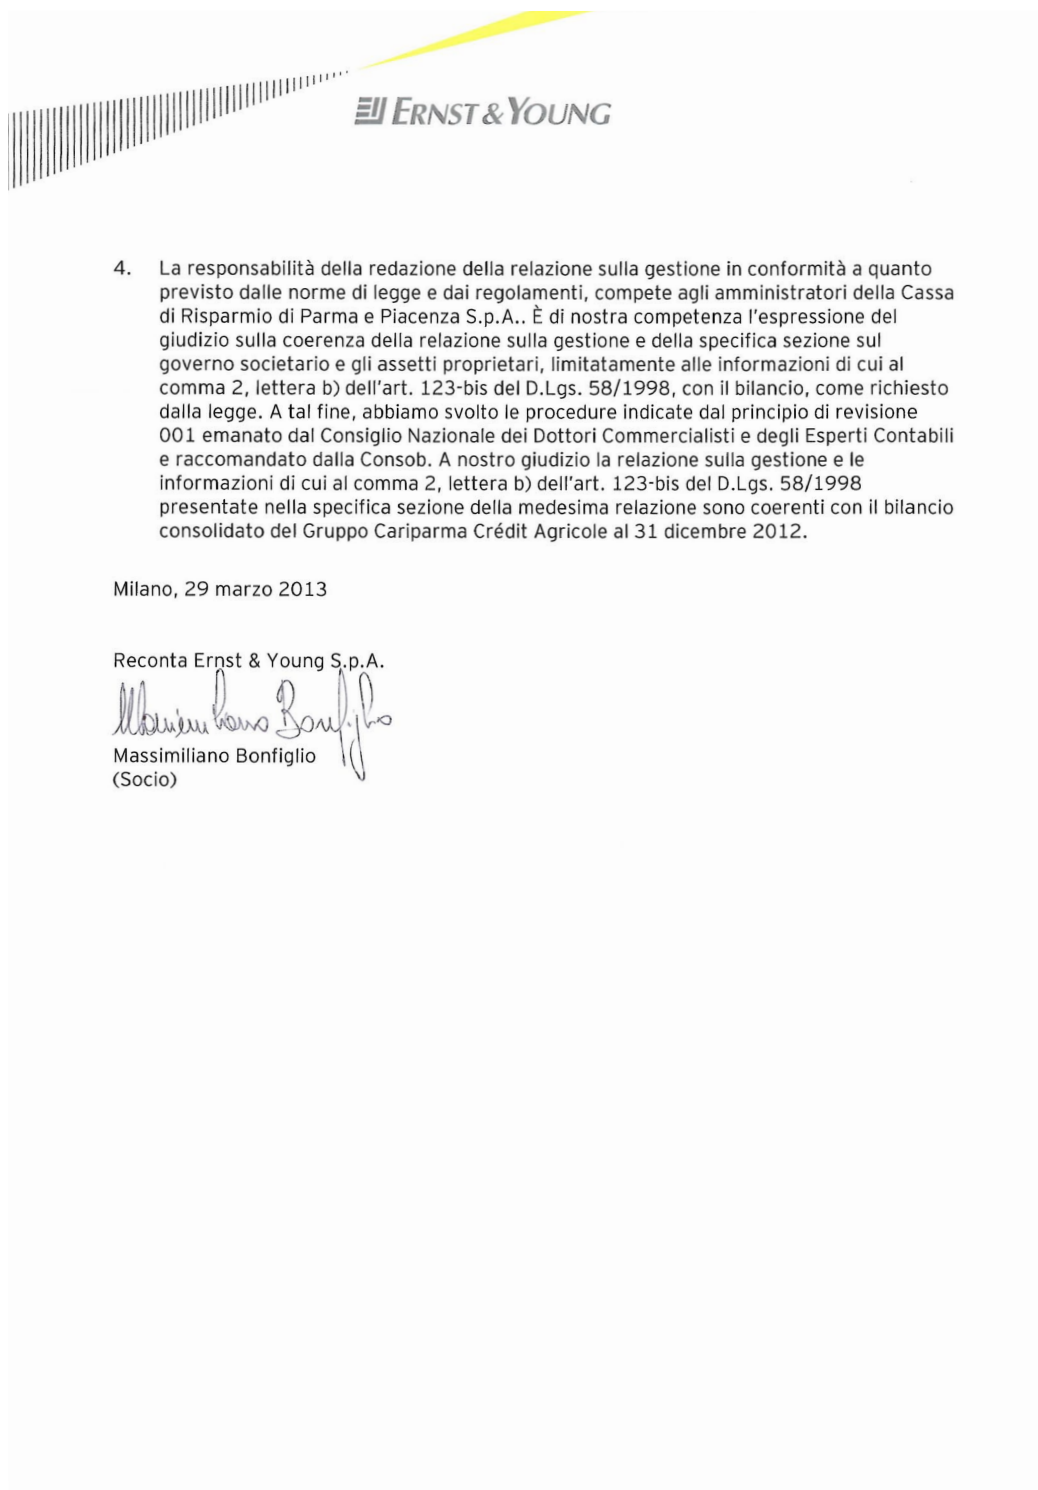 ERNST & YOUNG
4. La responsabilità della redazione della relazione sulla gestione in conformità a quanto
previsto dalle norme di legge e dai regolamenti, compete agli amministratori della Cassa
di Risparmio di Parma e Piacenza S.p.A.. È di nostra competenza l'espressione del
giudizio sulla coerenza della relazione sulla gestione e della specifica sezione sul
governo societario e gli assetti proprietari, limitatamente alle informazioni di cui al
comma 2, lettera b) dell'art. 123-bis del D.Lgs. 58/1998, con il bilancio, come richiesto
dalla legge. A tal fine, abbiamo svolto le procedure indicate dal principio di revisione
001 emanato dal Consiglio Nazionale dei Dottori Commercialisti e degli Esperti Contabili
e raccomandato dalla Consob. A nostro giudizio la relazione sulla gestione e le
informazioni di cui al comma 2, lettera b) dell'art. 123-bis del D.Lgs. 58/1998
presentate nella specifica sezione della medesima relazione sono coerenti con il bilancio
consolidato del Gruppo Cariparma Crédit Agricole al 31 dicembre 2012.
Milano, 29 marzo 2013
Reconta Ernst & Young S.p.A.
Massimiliano Bonfiglio
Massimiliano Bonfiglio
(Socio)